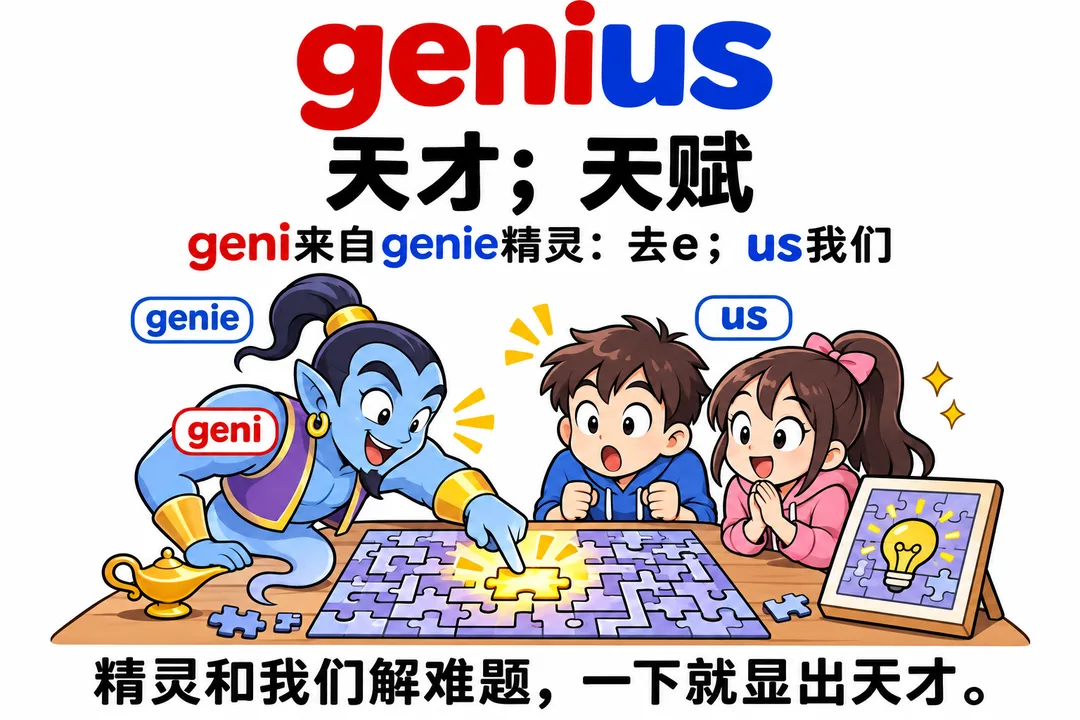 genius
天才；天赋
geni来自genie精灵：去e；us我们
genie
us
geni
精灵和我们解难题，一下就显出天才。